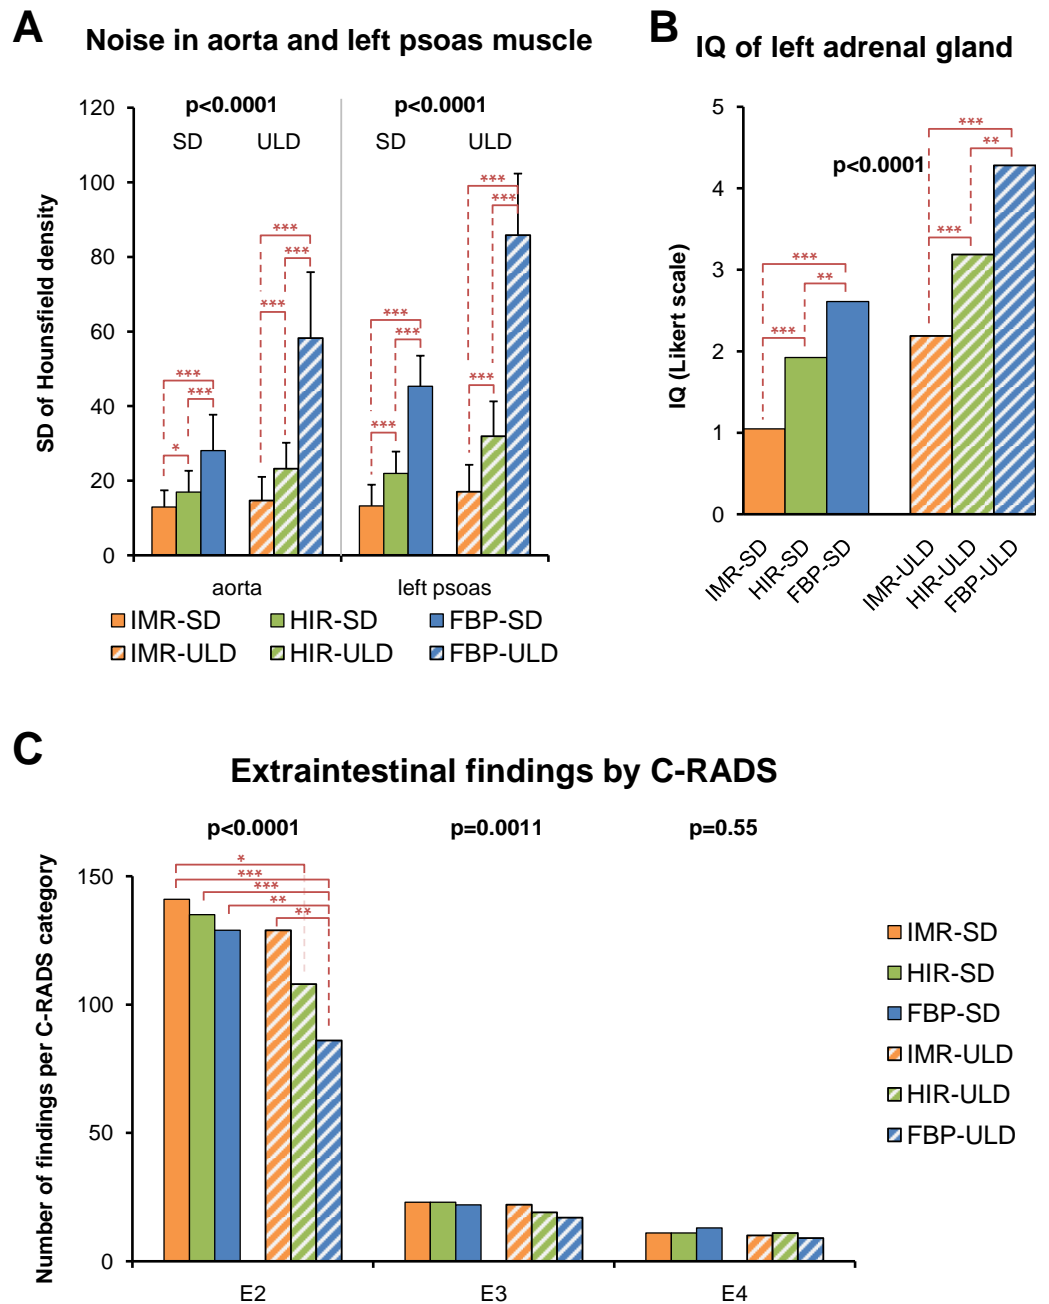 A
Noise in aorta and left psoas muscle
p<0.0001
p<0.0001
SD
ULD
SD
ULD
SD of Hounsfield density
120
100
80
60
40
20
0
***
***
*
***
***
***
***
***
***
***
***
***
aorta
left psoas
IMR-SD
HIR-SD
FBP-SD
IMR-ULD
HIR-ULD
FBP-ULD
B
IQ of left adrenal gland
p<0.0001
IQ (Likert scale)
5
4
3
2
1
0
***
**
***
***
**
***
IMR-SD
HIR-SD
FBP-SD
IMR-ULD
HIR-ULD
FBP-ULD
C
Extraintestinal findings by C-RADS
p<0.0001
p=0.0011
p=0.55
Number of findings per C-RADS category
150
100
50
0
*
***
***
**
**
E2
E3
E4
IMR-SD
HIR-SD
FBP-SD
IMR-ULD
HIR-ULD
FBP-ULD